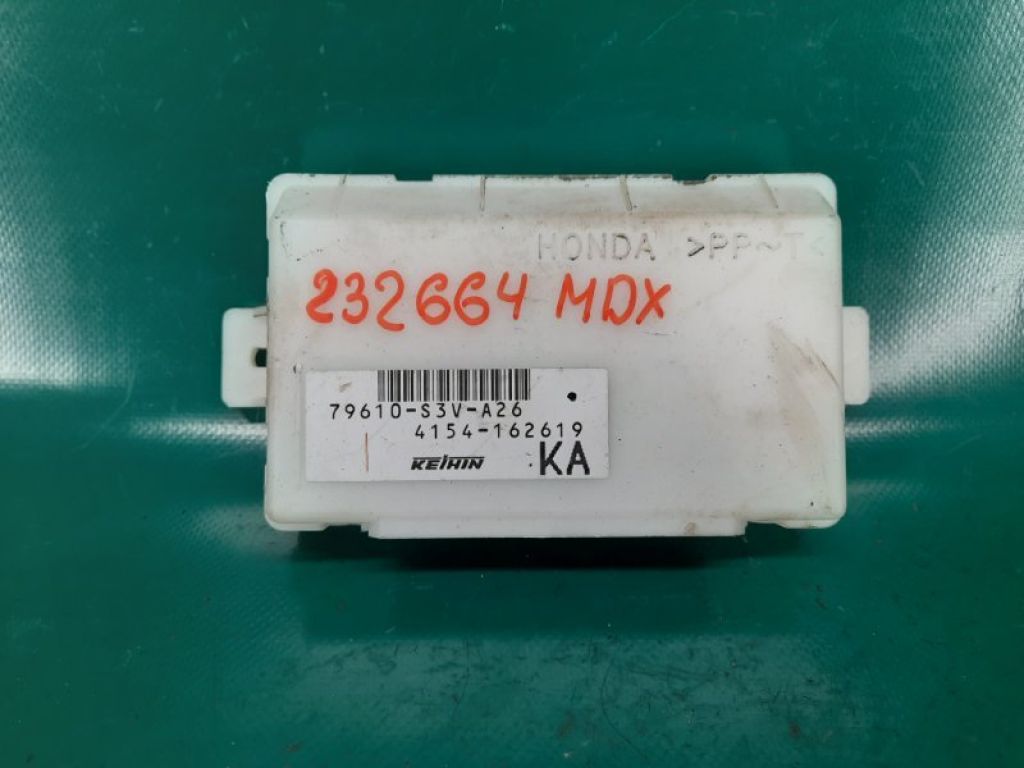 HONDA >PP~T<
232664 MDX
79610-S3V-A26
4154-162619
KEIHIN KA